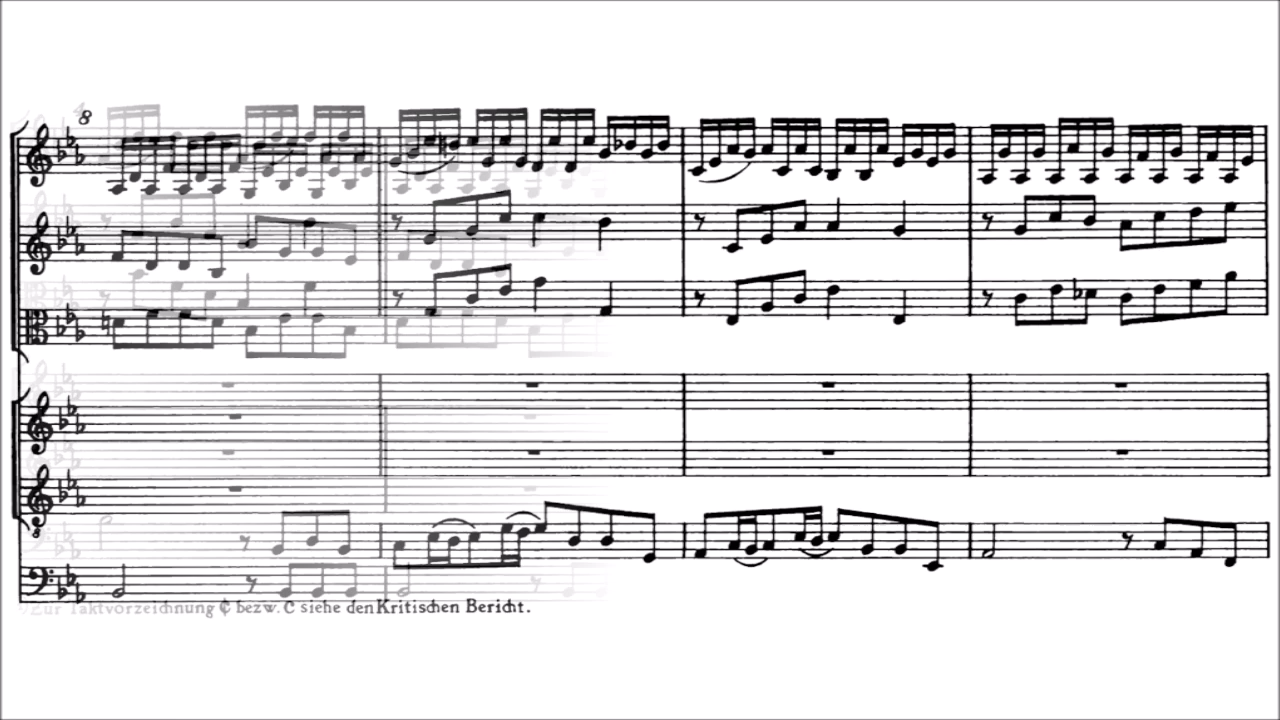 8
Zur Taktvorzeichnung ₵ bezw. C siehe den Kritischen Bericht.